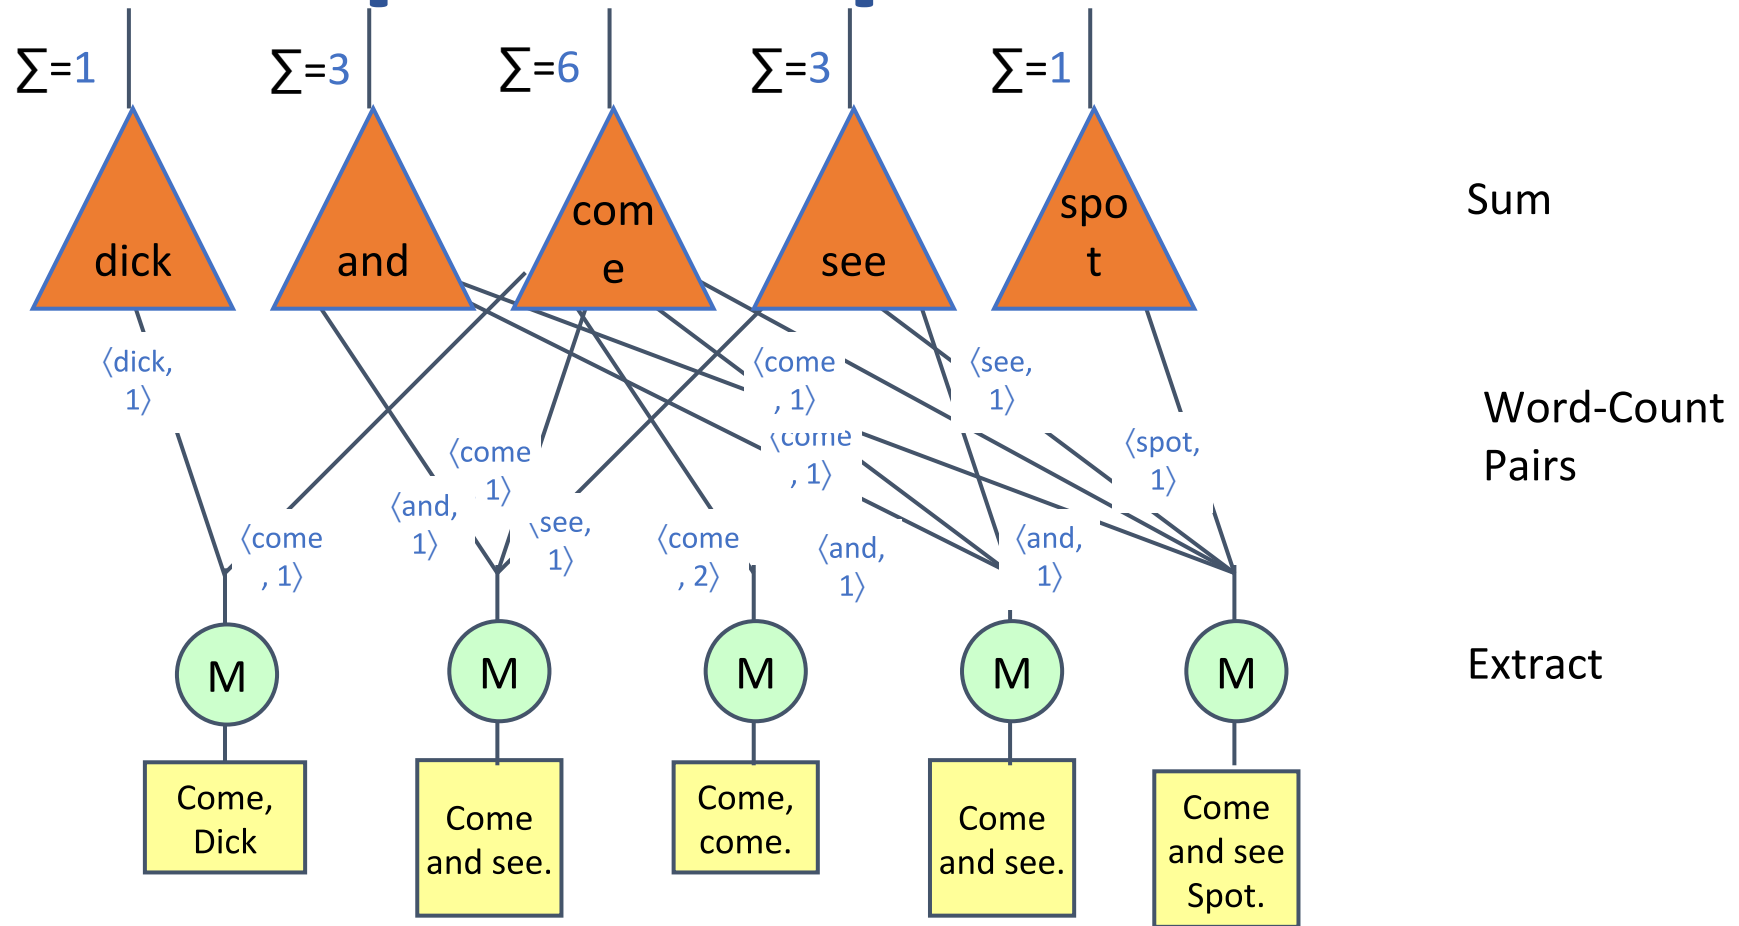 ∑=1
∑=3
∑=6
∑=3
∑=1
dick
and
com
e
see
spo
t
Sum
〈dick,
1〉
〈come
, 1〉
〈see,
1〉
Word-Count
Pairs
〈come
1〉
〈come
, 1〉
〈spot,
1〉
〈and,
1〉
〈see,
1〉
〈come
, 1〉
〈come
, 2〉
〈and,
1〉
〈and,
1〉
M
M
M
M
M
Extract
Come,
Dick
Come
and see.
Come,
come.
Come
and see.
Come
and see
Spot.